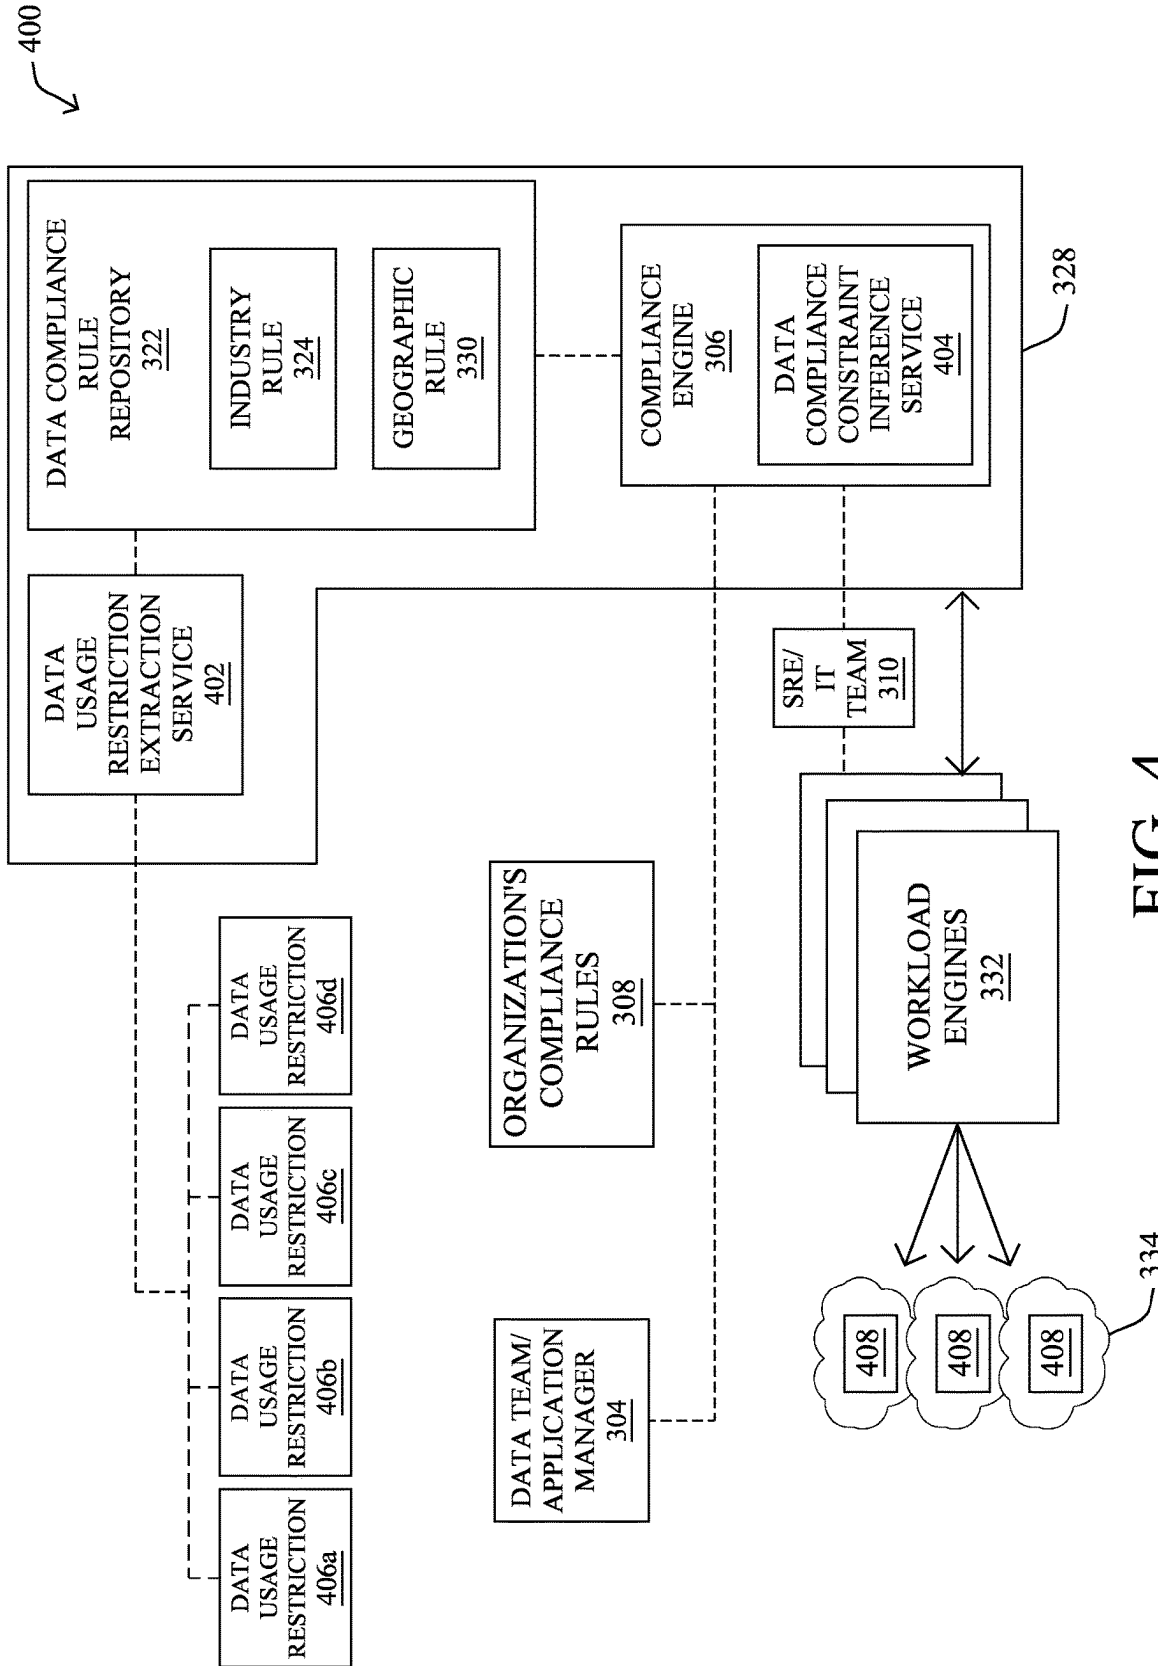 400
DATA COMPLIANCE
RULE
REPOSITORY
322
INDUSTRY
RULE
324
GEOGRAPHIC
RULE
330
DATA
USAGE
RESTRICTION
EXTRACTION
SERVICE
402
COMPLIANCE
ENGINE
306
DATA
COMPLIANCE
CONSTRAINT
INFERENCE
SERVICE
404
328
DATA
USAGE
RESTRICTION
406a
DATA
USAGE
RESTRICTION
406b
DATA
USAGE
RESTRICTION
406c
DATA
USAGE
RESTRICTION
406d
DATA TEAM/
APPLICATION
MANAGER
304
ORGANIZATION'S
COMPLIANCE
RULES
308
SRE/
IT
TEAM
310
WORKLOAD
ENGINES
332
408
408
408
334
FIG. 4